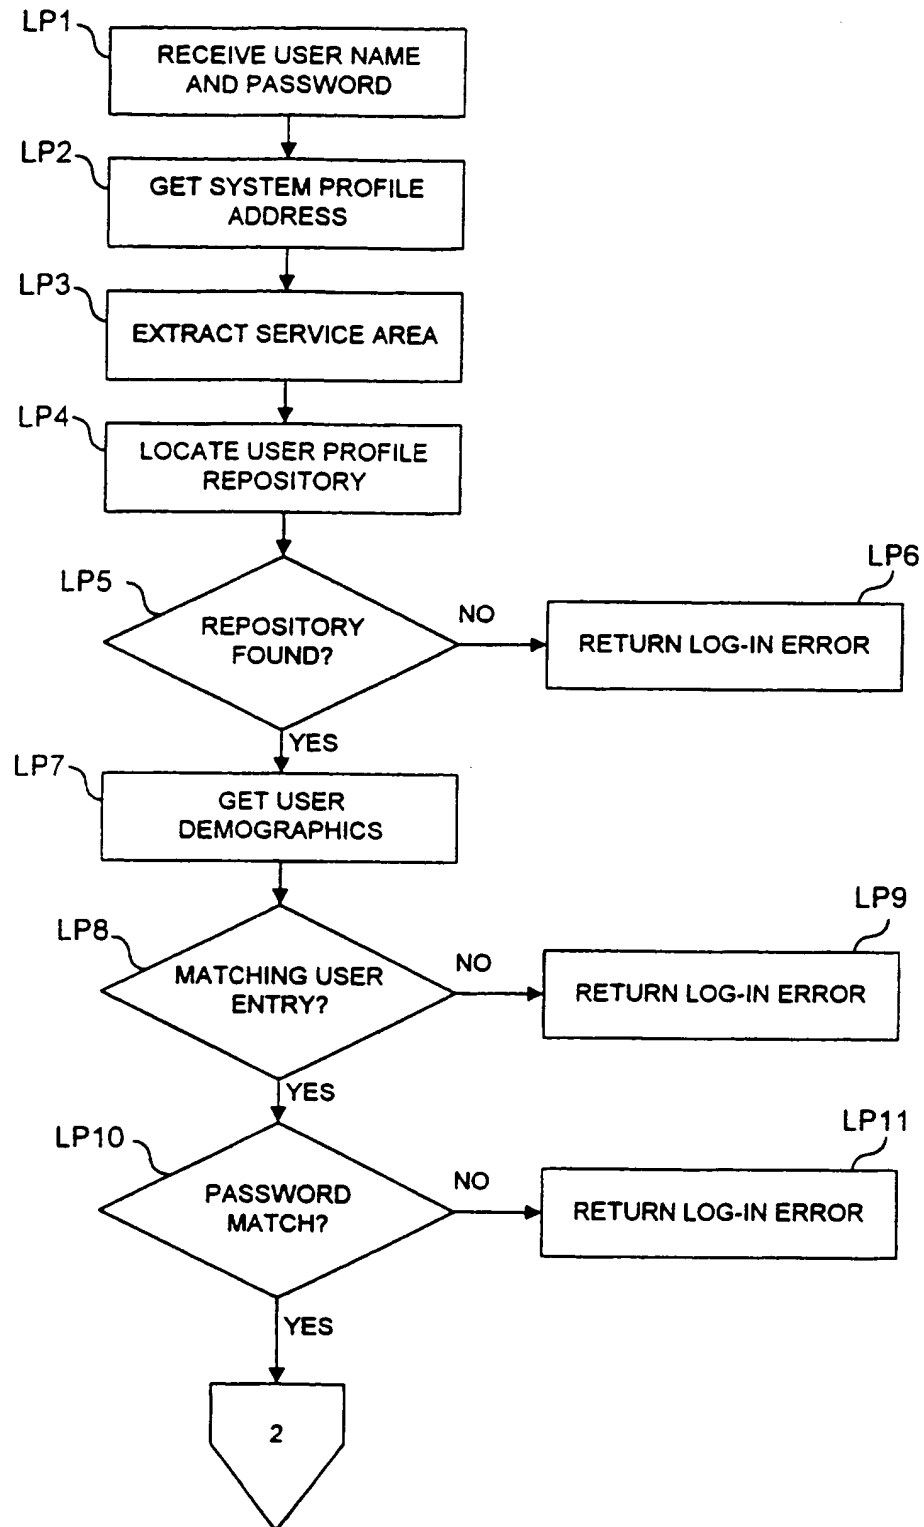 LP1
RECEIVE USER NAME
AND PASSWORD
LP2
GET SYSTEM PROFILE
ADDRESS
LP3
EXTRACT SERVICE AREA
LP4
LOCATE USER PROFILE
REPOSITORY
LP5
REPOSITORY
FOUND?
NO
LP6
RETURN LOG-IN ERROR
YES
LP7
GET USER
DEMOGRAPHICS
LP8
MATCHING USER
ENTRY?
NO
LP9
RETURN LOG-IN ERROR
YES
LP10
PASSWORD
MATCH?
NO
LP11
RETURN LOG-IN ERROR
YES
2